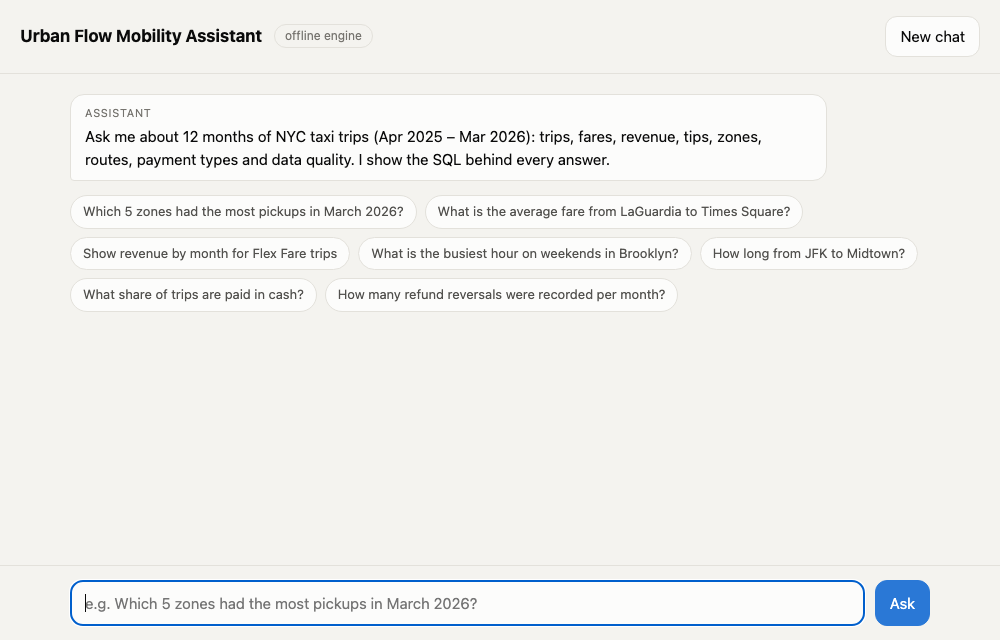 Urban Flow Mobility Assistant
offline engine
New chat
ASSISTANT
Ask me about 12 months of NYC taxi trips (Apr 2025 – Mar 2026): trips, fares, revenue, tips, zones,
routes, payment types and data quality. I show the SQL behind every answer.
Which 5 zones had the most pickups in March 2026?
What is the average fare from LaGuardia to Times Square?
Show revenue by month for Flex Fare trips
What is the busiest hour on weekends in Brooklyn?
How long from JFK to Midtown?
What share of trips are paid in cash?
How many refund reversals were recorded per month?
e.g. Which 5 zones had the most pickups in March 2026?
Ask